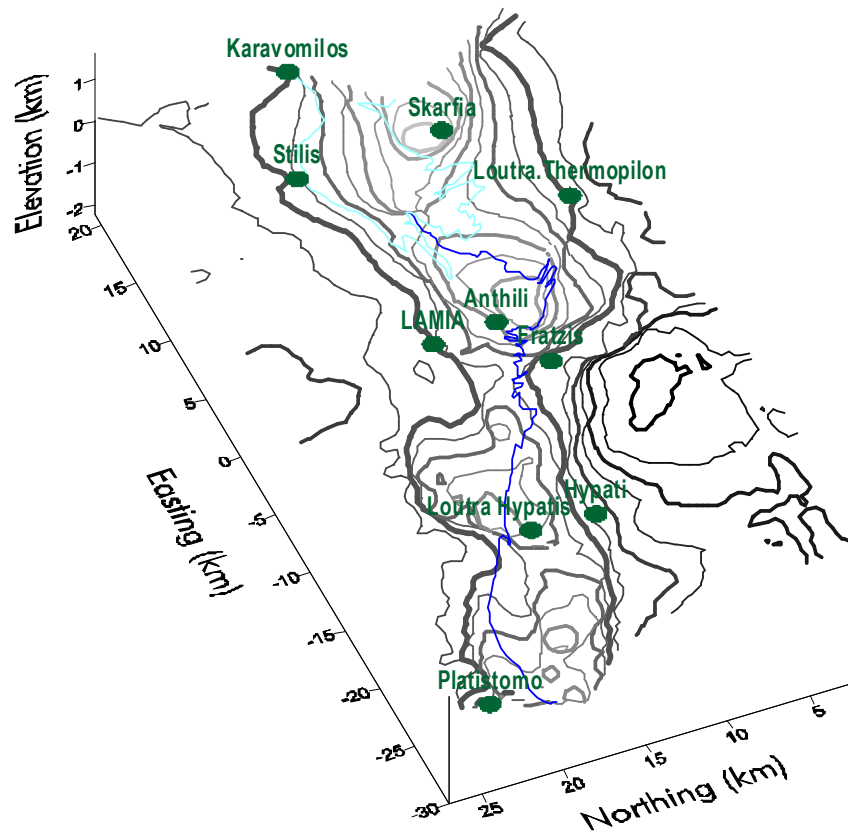 Karavomilos
Skarfia
Stilis
Loutra.Thermopilon
Anthili
LAMIA
Fratzis
Hypati
Loutra Hypatis
Platistomo
Elevation (km)
1
0
-1
-2
20
15
10
5
0
-5
-10
-15
-20
-25
-30
Easting (km)
25
20
15
10
5
Northing (km)